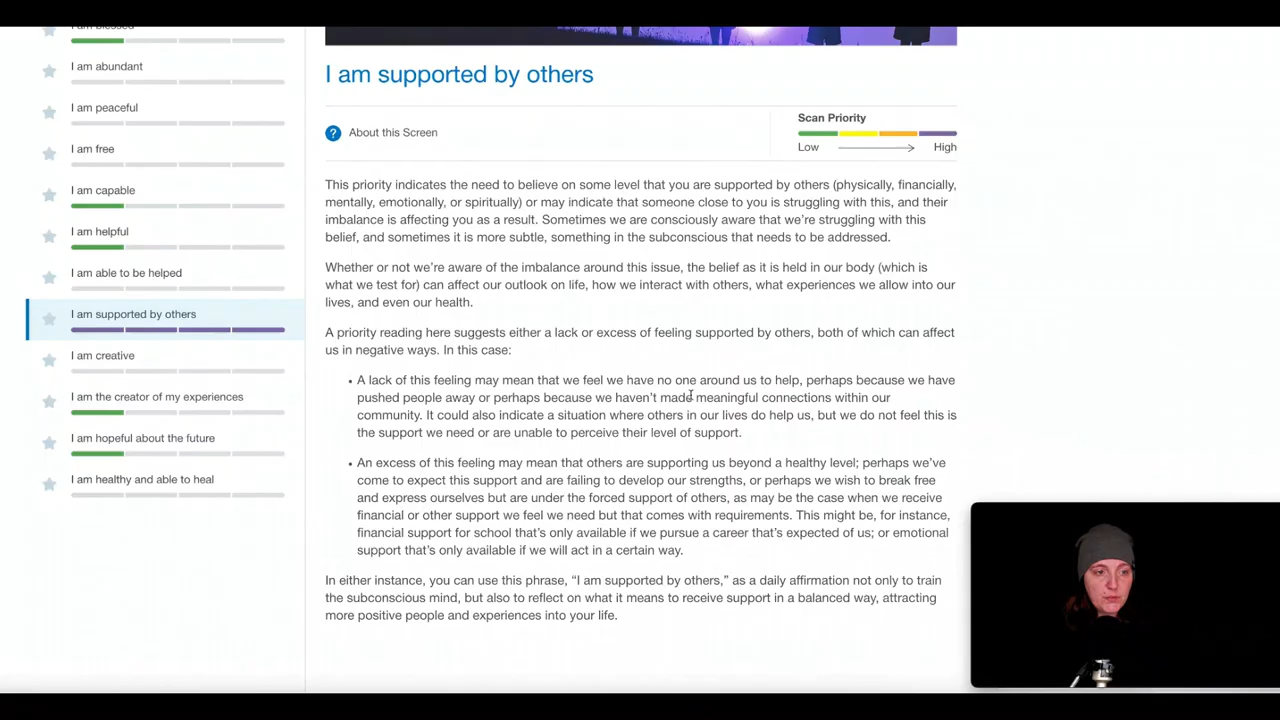 I am blessed
I am abundant
I am peaceful
I am free
I am capable
I am helpful
I am able to be helped
I am supported by others
I am creative
I am the creator of my experiences
I am hopeful about the future
I am healthy and able to heal
I am supported by others
? About this Screen
Scan Priority
Low High
This priority indicates the need to believe on some level that you are supported by others (physically, financially,
mentally, emotionally, or spiritually) or may indicate that someone close to you is struggling with this, and their
imbalance is affecting you as a result. Sometimes we are consciously aware that we're struggling with this
belief, and sometimes it is more subtle, something in the subconscious that needs to be addressed.
Whether or not we're aware of the imbalance around this issue, the belief as it is held in our body (which is
what we test for) can affect our outlook on life, how we interact with others, what experiences we allow into our
lives, and even our health.
A priority reading here suggests either a lack or excess of feeling supported by others, both of which can affect
us in negative ways. In this case:
• A lack of this feeling may mean that we feel we have no one around us to help, perhaps because we have
pushed people away or perhaps because we haven't made meaningful connections within our
community. It could also indicate a situation where others in our lives do help us, but we do not feel this is
the support we need or are unable to perceive their level of support.
• An excess of this feeling may mean that others are supporting us beyond a healthy level; perhaps we've
come to expect this support and are failing to develop our strengths, or perhaps we wish to break free
and express ourselves but are under the forced support of others, as may be the case when we receive
financial or other support we feel we need but that comes with requirements. This might be, for instance,
financial support for school that's only available if we pursue a career that's expected of us; or emotional
support that's only available if we will act in a certain way.
In either instance, you can use this phrase, “I am supported by others,” as a daily affirmation not only to train
the subconscious mind, but also to reflect on what it means to receive support in a balanced way, attracting
more positive people and experiences into your life.